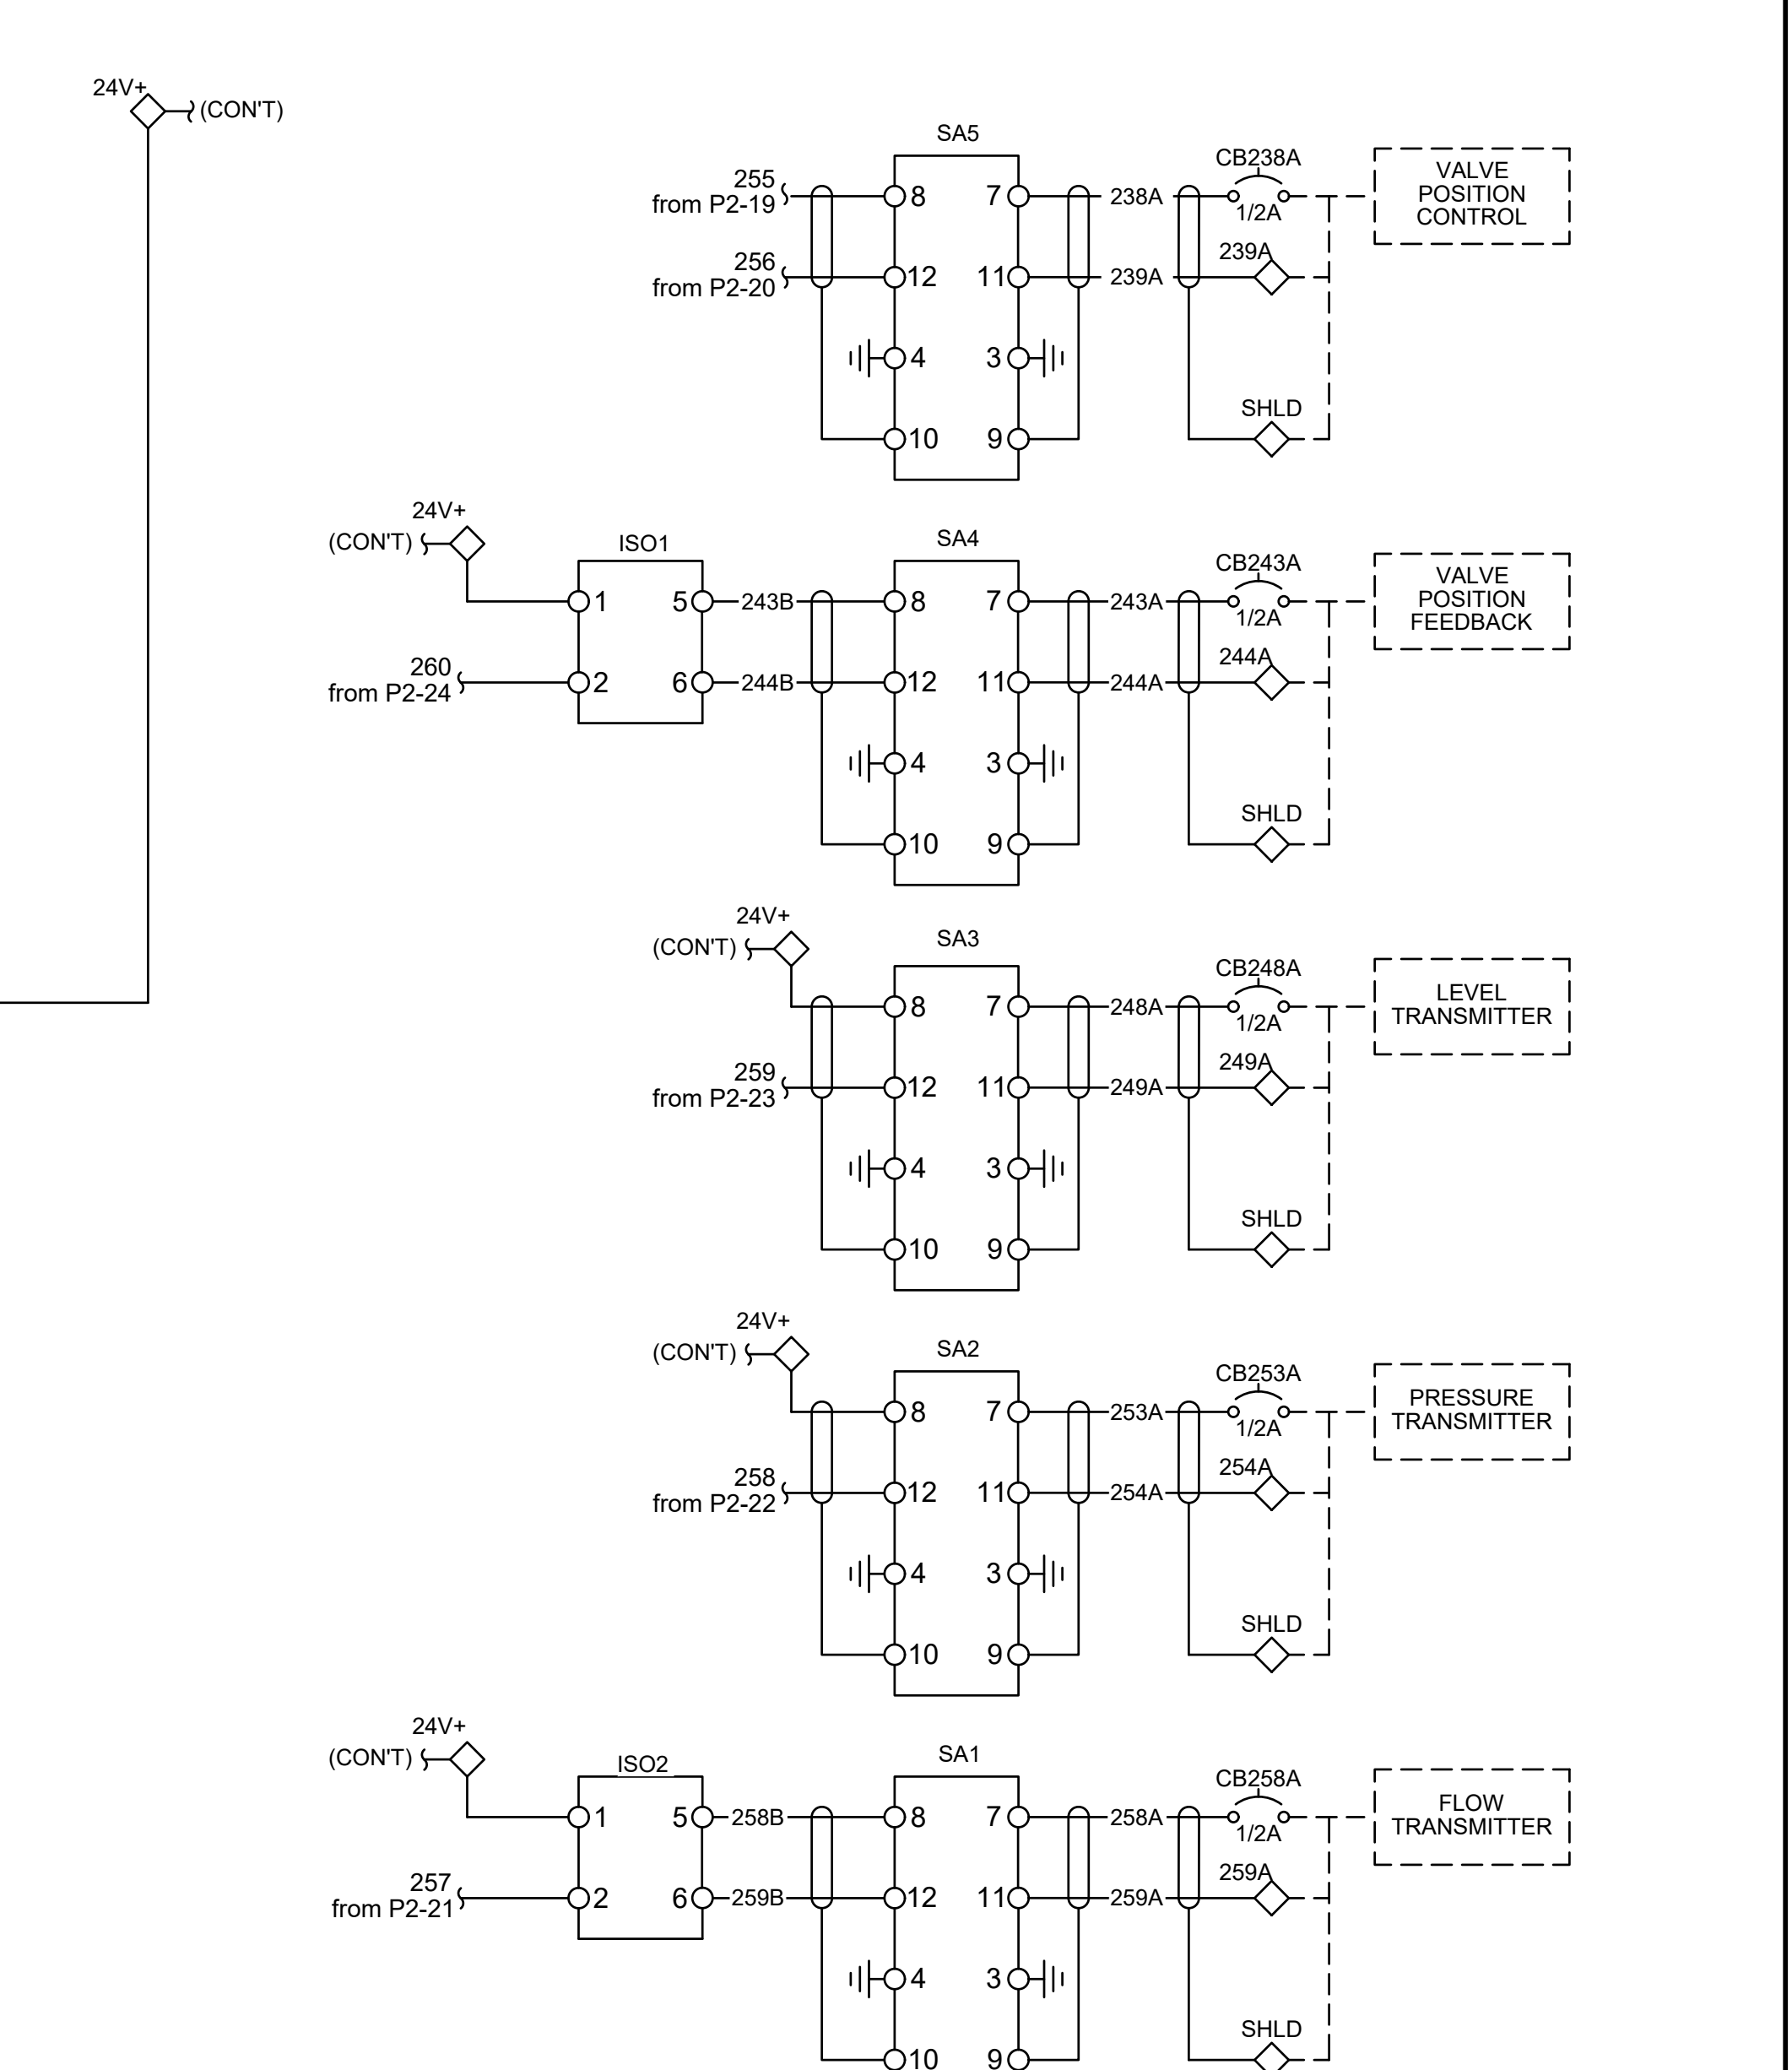 24V+
(CON'T)
SA5
255
from P2-19
8
7
238A
CB238A
1/2A
VALVE
POSITION
CONTROL
256
from P2-20
12
11
239A
239A
4
3
10
9
SHLD
24V+
(CON'T)
ISO1
SA4
1
5
243B
8
7
243A
CB243A
1/2A
VALVE
POSITION
FEEDBACK
260
from P2-24
2
6
244B
12
11
244A
244A
4
3
10
9
SHLD
24V+
(CON'T)
SA3
8
7
248A
CB248A
1/2A
LEVEL
TRANSMITTER
259
from P2-23
12
11
249A
249A
4
3
10
9
SHLD
24V+
(CON'T)
SA2
8
7
253A
CB253A
1/2A
PRESSURE
TRANSMITTER
258
from P2-22
12
11
254A
254A
4
3
10
9
SHLD
24V+
(CON'T)
ISO2
SA1
1
5
258B
8
7
258A
CB258A
1/2A
FLOW
TRANSMITTER
257
from P2-21
2
6
259B
12
11
259A
259A
4
3
10
9
SHLD